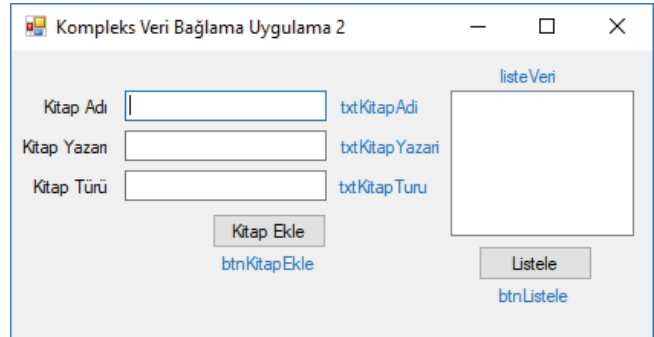 Kompleks Veri Bağlama Uygulama 2
listeVeri
Kitap Adı txtKitapAdi
Kitap Yazarı txtKitapYazari
Kitap Türü txtKitapTuru
Kitap Ekle
btnKitapEkle
Listele
btnListele